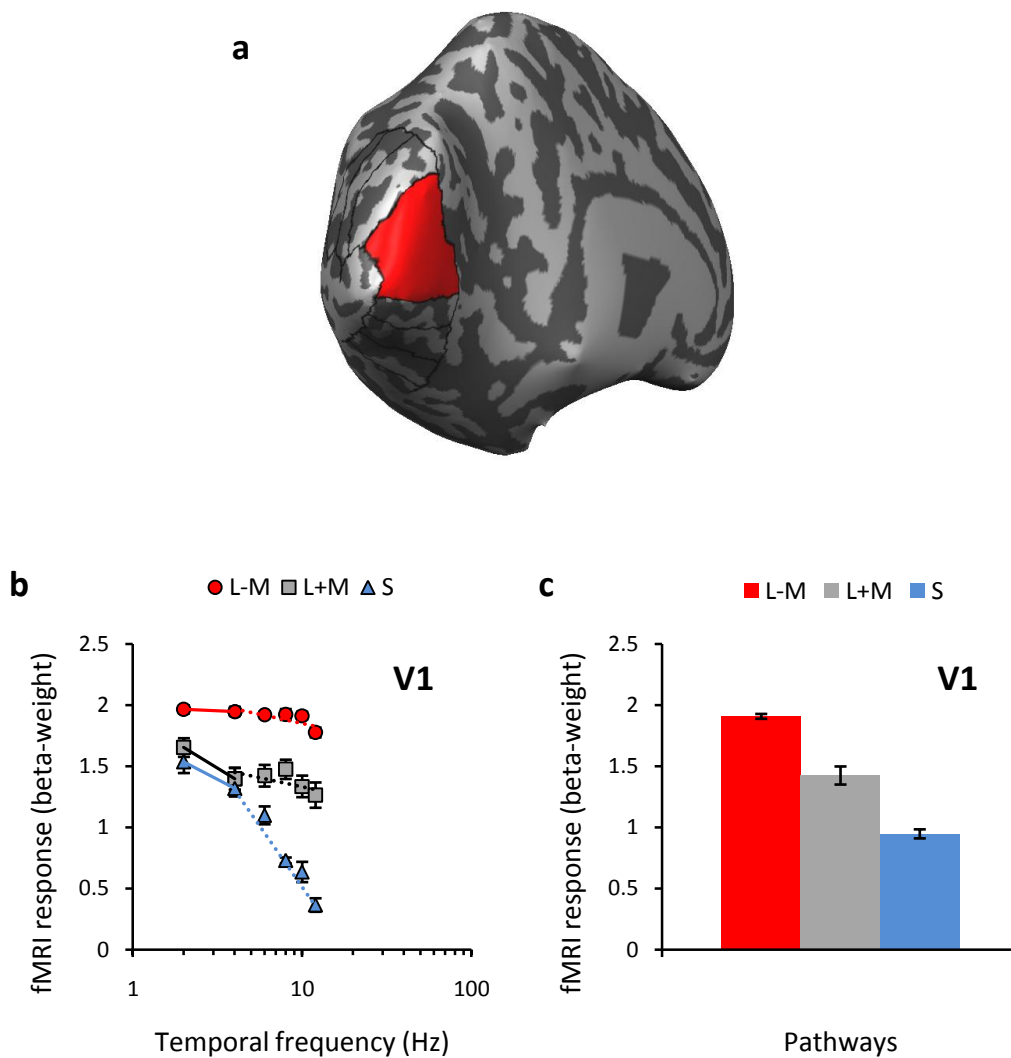 a
b
L-M L+M S
V1
fMRI response (beta-weight)
2.5
2
1.5
1
0.5
0
1 10 100
Temporal frequency (Hz)
c
L-M L+M S
V1
fMRI response (beta-weight)
2.5
2
1.5
1
0.5
0
Pathways